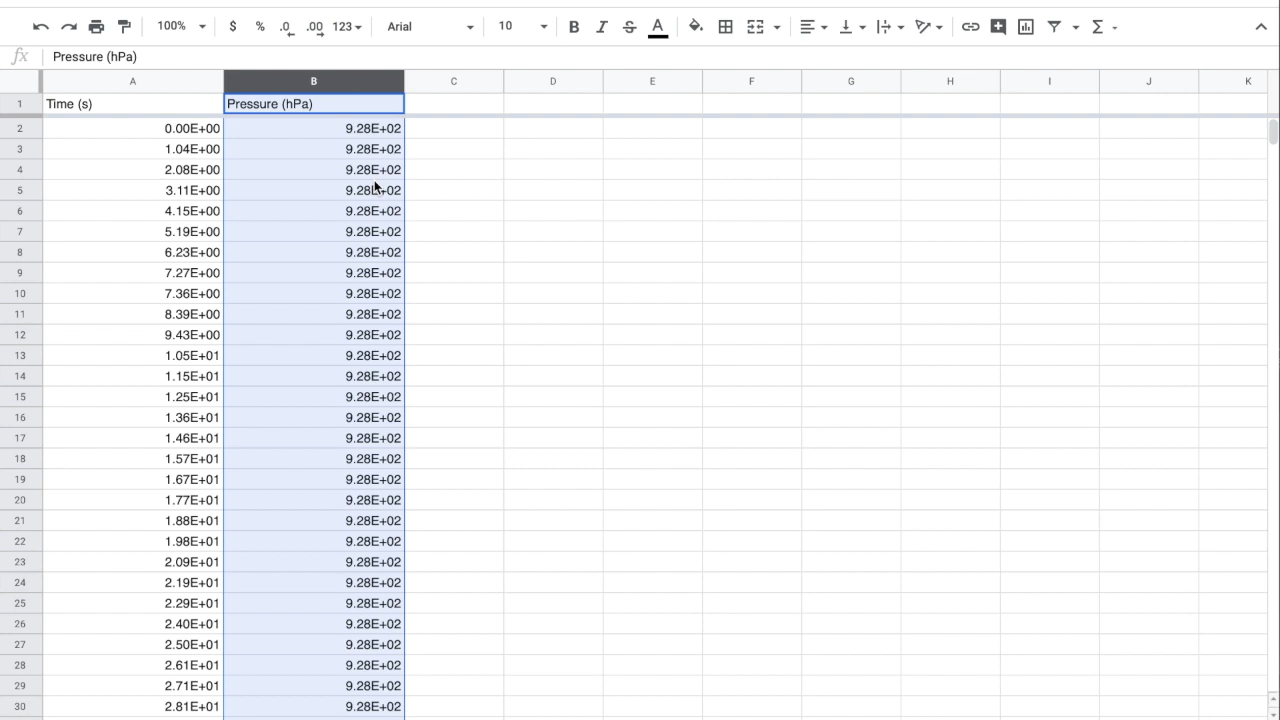 100% $ % .0 .00 123 Arial 10 B I S A Σ
fx Pressure (hPa)
A B C D E F G H I J K
1 Time (s) Pressure (hPa)
2 0.00E+00 9.28E+02
3 1.04E+00 9.28E+02
4 2.08E+00 9.28E+02
5 3.11E+00 9.28E+02
6 4.15E+00 9.28E+02
7 5.19E+00 9.28E+02
8 6.23E+00 9.28E+02
9 7.27E+00 9.28E+02
10 7.36E+00 9.28E+02
11 8.39E+00 9.28E+02
12 9.43E+00 9.28E+02
13 1.05E+01 9.28E+02
14 1.15E+01 9.28E+02
15 1.25E+01 9.28E+02
16 1.36E+01 9.28E+02
17 1.46E+01 9.28E+02
18 1.57E+01 9.28E+02
19 1.67E+01 9.28E+02
20 1.77E+01 9.28E+02
21 1.88E+01 9.28E+02
22 1.98E+01 9.28E+02
23 2.09E+01 9.28E+02
24 2.19E+01 9.28E+02
25 2.29E+01 9.28E+02
26 2.40E+01 9.28E+02
27 2.50E+01 9.28E+02
28 2.61E+01 9.28E+02
29 2.71E+01 9.28E+02
30 2.81E+01 9.28E+02